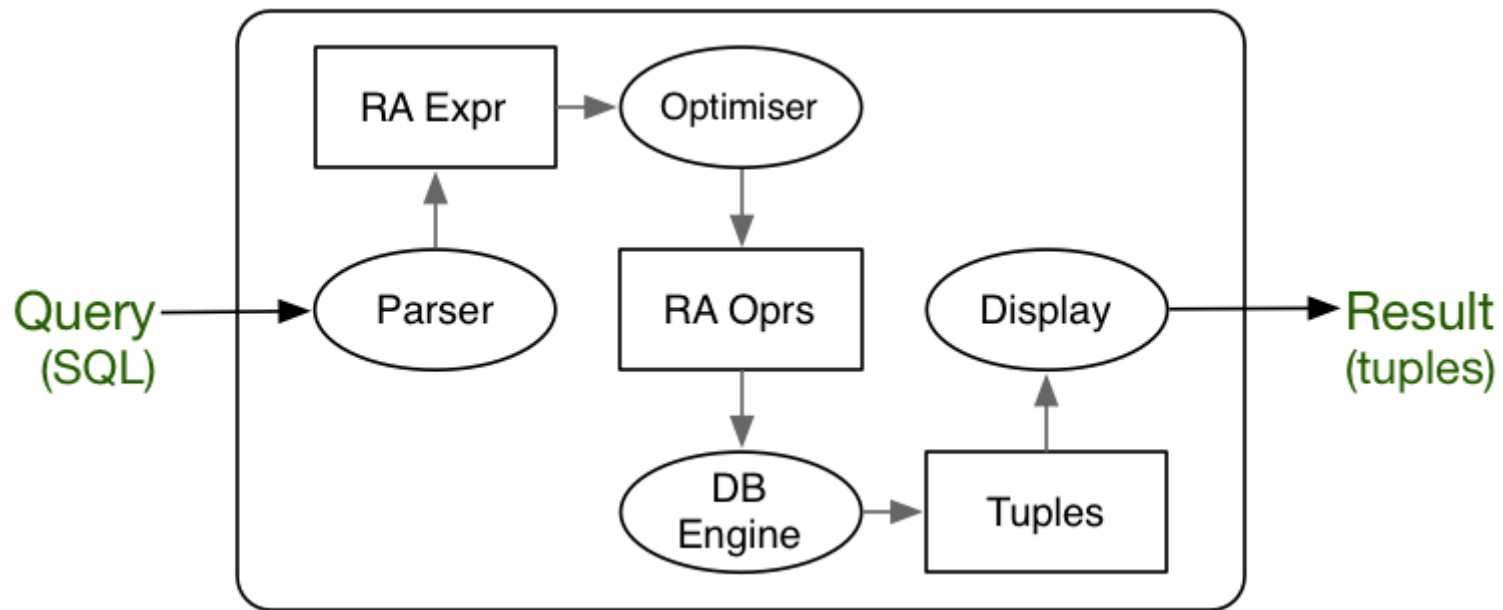 RA Expr
Optimiser
Query
(SQL)
Parser
RA Oprs
Display
Result
(tuples)
DB
Engine
Tuples